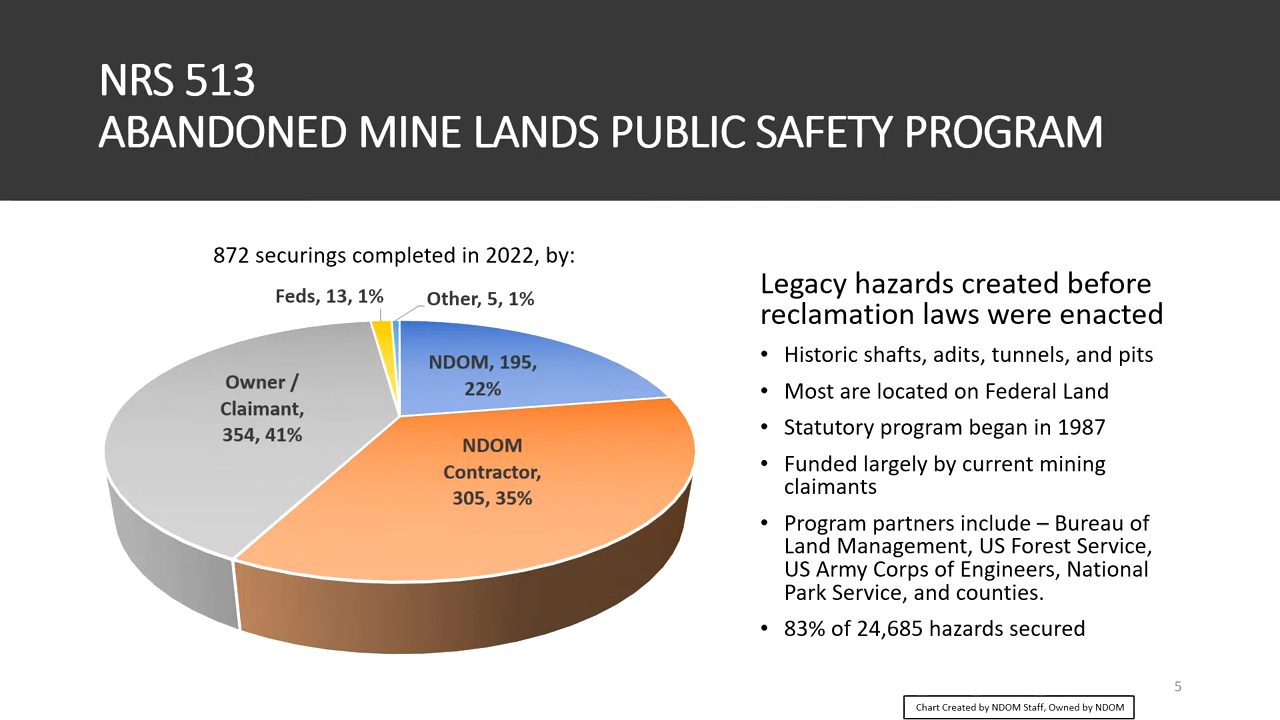 NRS 513
ABANDONED MINE LANDS PUBLIC SAFETY PROGRAM
872 securings completed in 2022, by:
Feds, 13, 1%
Other, 5, 1%
NDOM, 195,
22%
Owner /
Claimant,
354, 41%
NDOM
Contractor,
305, 35%
Legacy hazards created before
reclamation laws were enacted
• Historic shafts, adits, tunnels, and pits
• Most are located on Federal Land
• Statutory program began in 1987
• Funded largely by current mining
claimants
• Program partners include – Bureau of
Land Management, US Forest Service,
US Army Corps of Engineers, National
Park Service, and counties.
• 83% of 24,685 hazards secured
5
Chart Created by NDOM Staff, Owned by NDOM